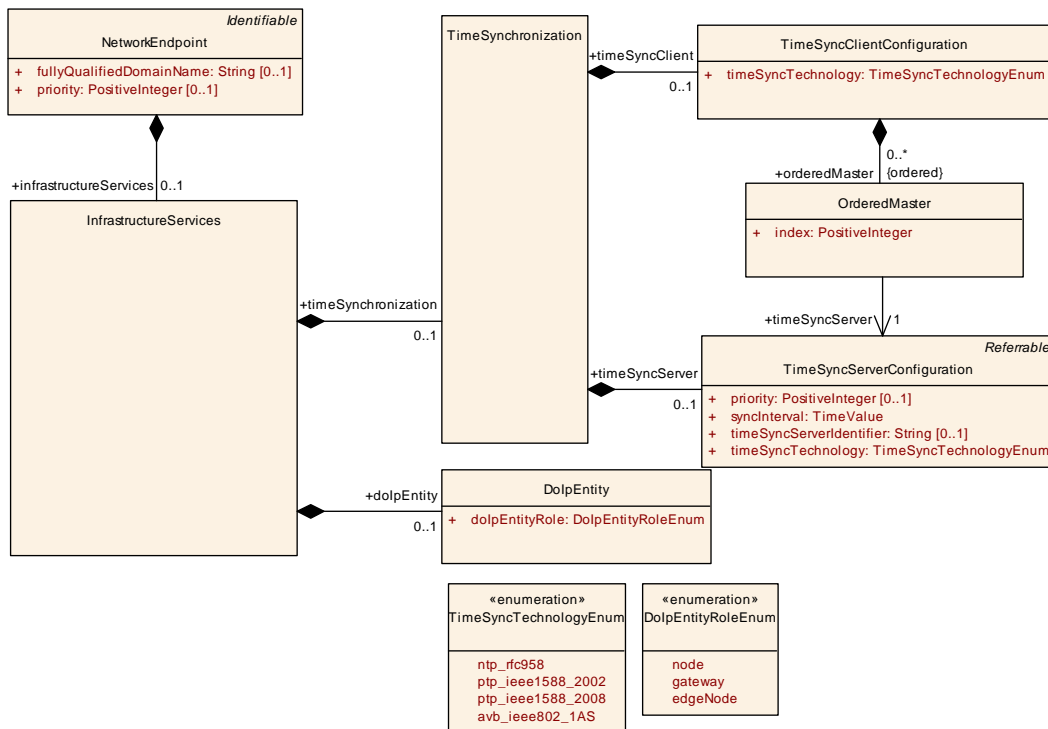 Identifiable
NetworkEndpoint
+ fullyQualifiedDomainName: String [0..1]
+ priority: PositiveInteger [0..1]
+infrastructureServices 0..1
InfrastructureServices
+timeSynchronization
0..1
TimeSynchronization
+timeSyncClient
0..1
TimeSyncClientConfiguration
+ timeSyncTechnology: TimeSyncTechnologyEnum
0..*
+orderedMaster {ordered}
OrderedMaster
+ index: PositiveInteger
+timeSyncServer 1
+timeSyncServer
0..1
Referrable
TimeSyncServerConfiguration
+ priority: PositiveInteger [0..1]
+ syncInterval: TimeValue
+ timeSyncServerIdentifier: String [0..1]
+ timeSyncTechnology: TimeSyncTechnologyEnum
+doIpEntity
0..1
DoIpEntity
+ doIpEntityRole: DoIpEntityRoleEnum
«enumeration»
TimeSyncTechnologyEnum
ntp_rfc958
ptp_ieee1588_2002
ptp_ieee1588_2008
avb_ieee802_1AS
«enumeration»
DoIpEntityRoleEnum
node
gateway
edgeNode